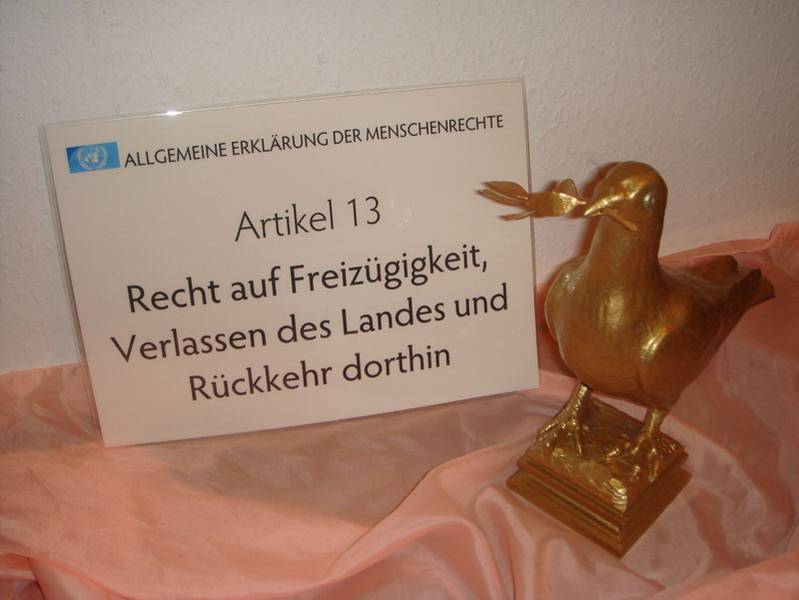 ALLGEMEINE ERKLÄRUNG DER MENSCHENRECHTE
Artikel 13
Recht auf Freizügigkeit,
Verlassen des Landes und
Rückkehr dorthin